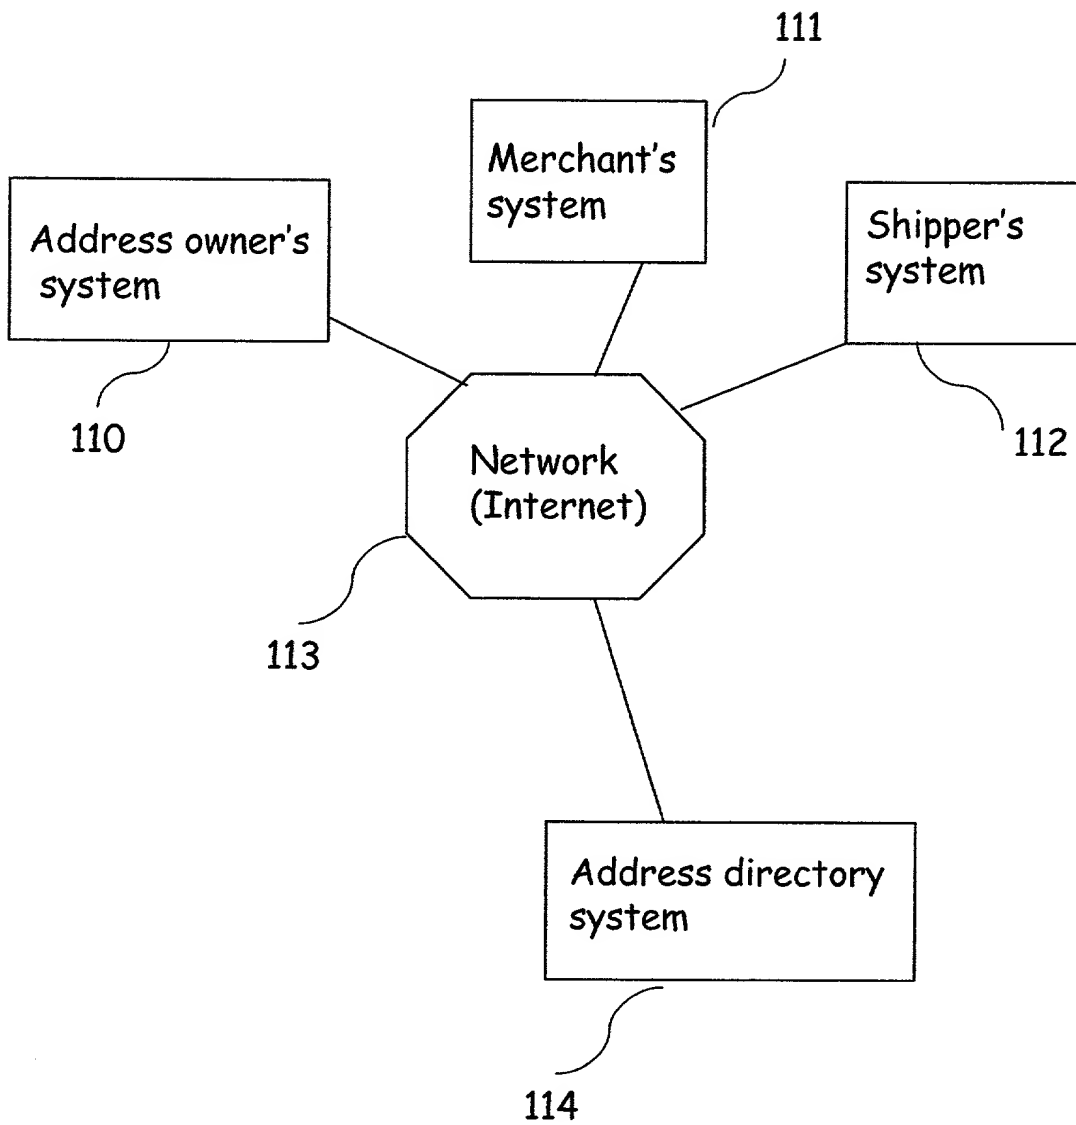 111
Merchant's
system
Address owner's
system
Shipper's
system
110
112
Network
(Internet)
113
Address directory
system
114